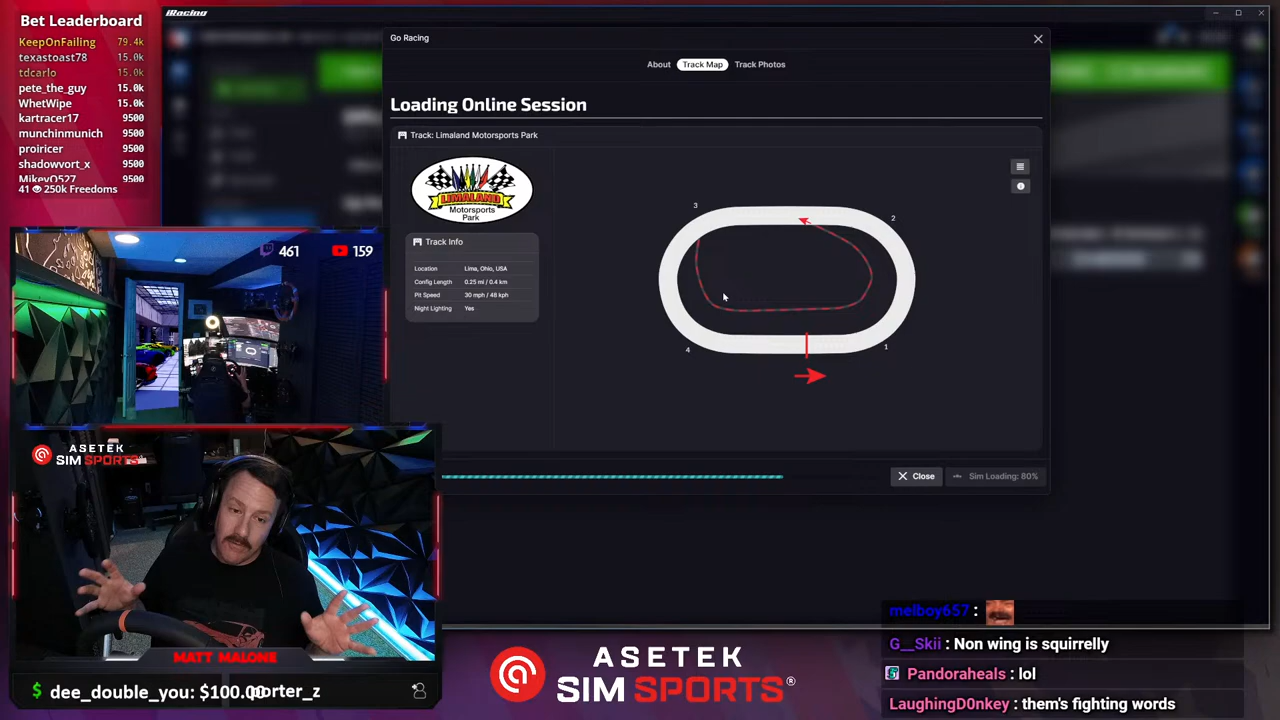 Bet Leaderboard
KeepOnFailing 79.4k
texastoast78 15.0k
tdcarlo 15.0k
pete_the_guy 15.0k
WhetWipe 15.0k
kartracer17 9500
munchinmunich 9500
proiricer 9500
shadowvort_x 9500
MikeyO527 9500
41 250k Freedoms
iRacing
Go Racing
About
Track Map
Track Photos
Loading Online Session
Track: Limaland Motorsports Park
LIMALAND
Motorsports
Park
Track Info
Location Lima, Ohio, USA
Config Length 0.25 mi / 0.4 km
Pit Speed 30 mph / 48 kph
Night Lighting Yes
3
2
4
1
Close
Sim Loading: 80%
461
159
ASETEK
SIM SPORTS
MATT MALONE
$ dee_double_you: $100.00
porter_z
ASETEK
SIM SPORTS®
melboy657 :
G__Skii : Non wing is squirrelly
Pandoraheals : lol
LaughingD0nkey : them's fighting words